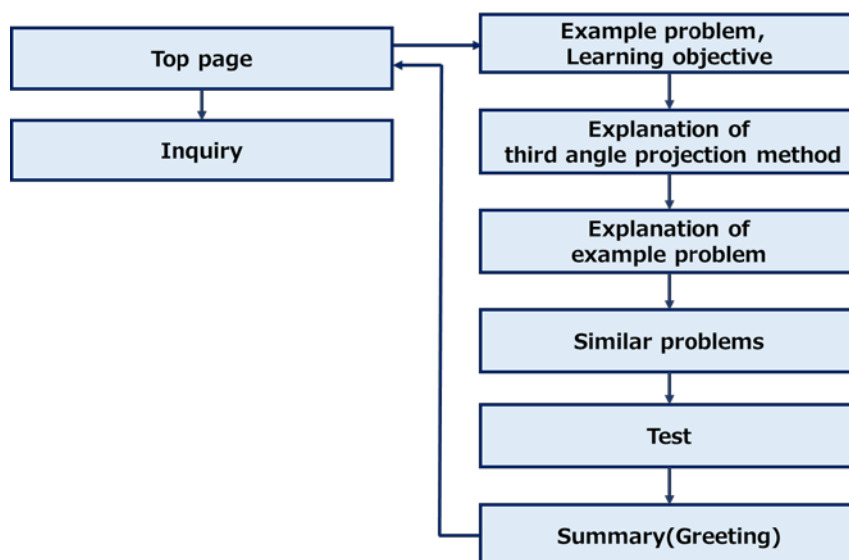 Top page
Inquiry
Example problem,
Learning objective
Explanation of
third angle projection method
Explanation of
example problem
Similar problems
Test
Summary(Greeting)